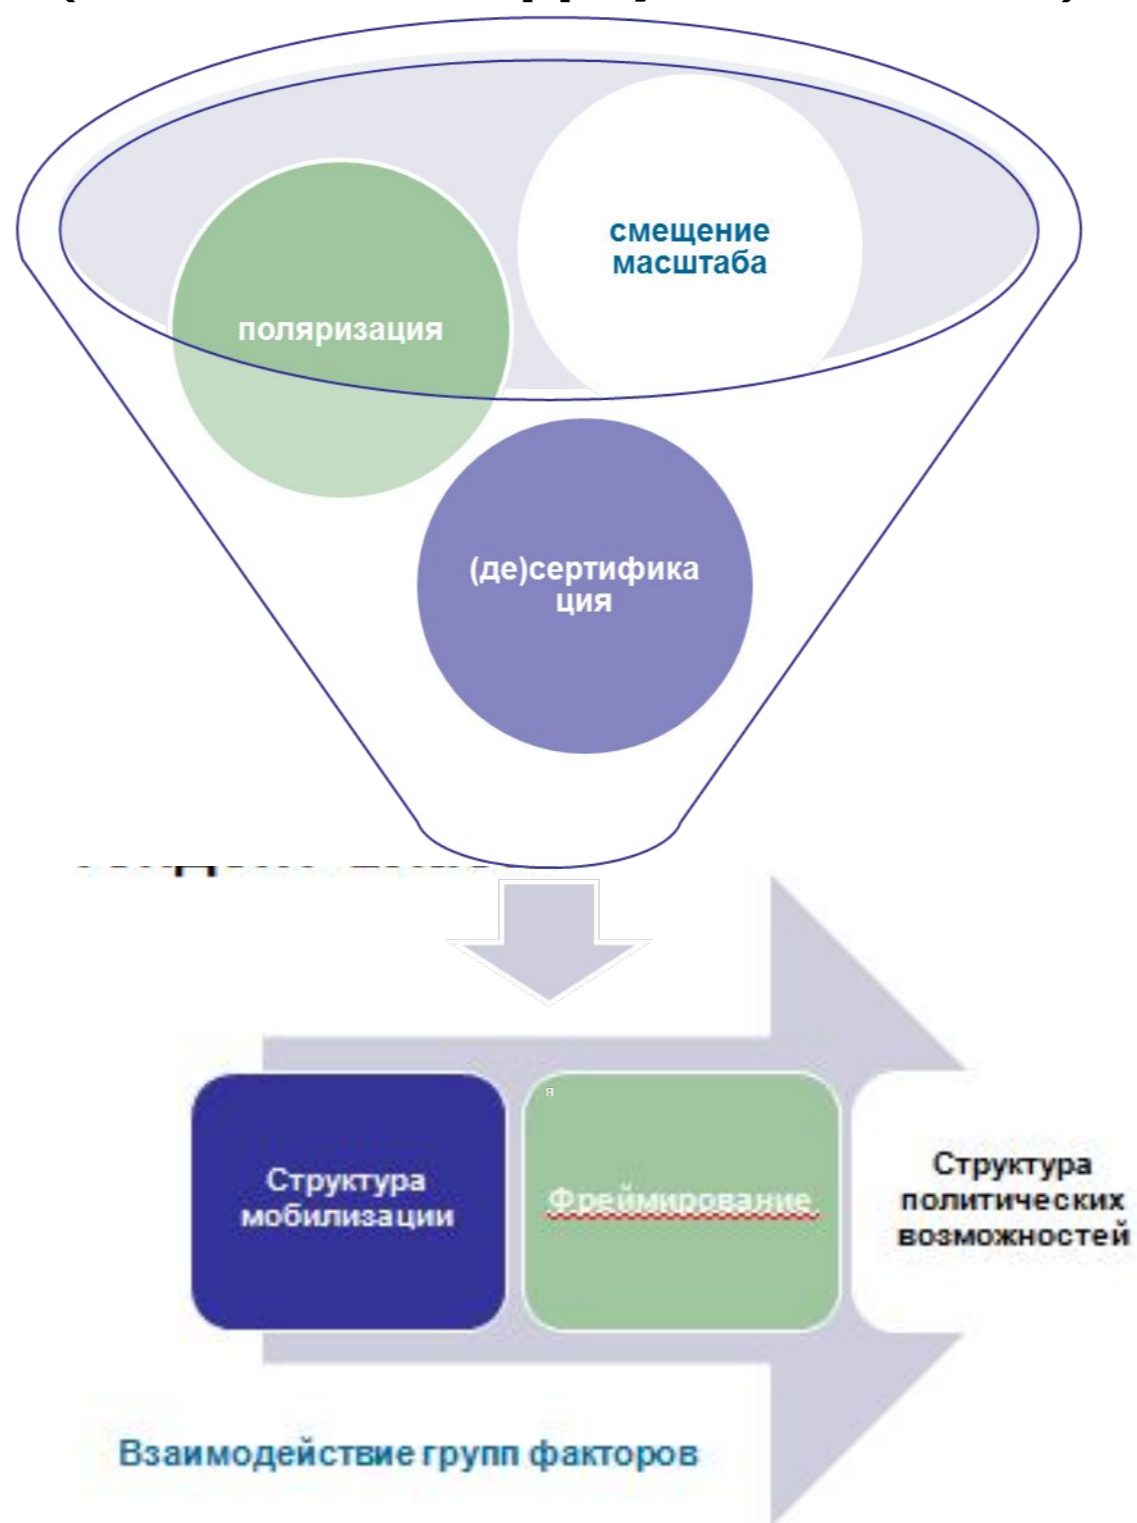 смещение
масштаба
поляризация
(де)сертифика
ция
я
Структура
мобилизации
Фреймирование
Структура
политических
возможностей
Взаимодействие групп факторов